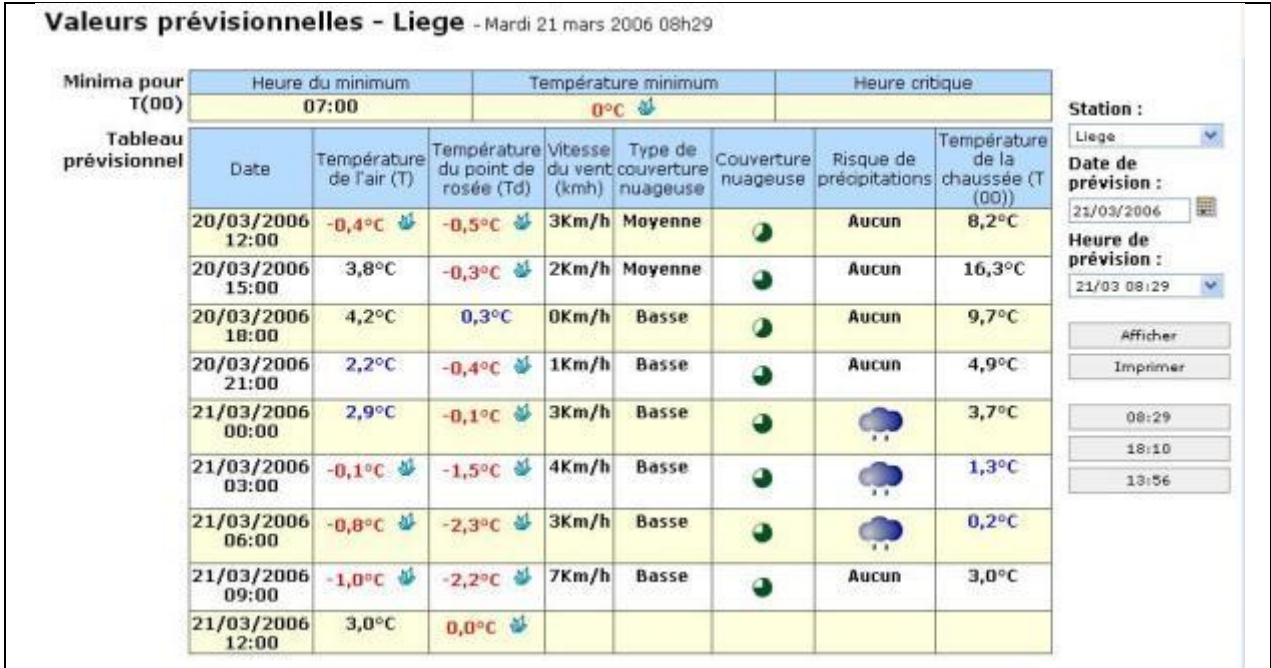 Valeurs prévisionnelles - Liege - Mardi 21 mars 2006 08h29
Minima pour T(00)
Heure du minimum Température minimum Heure critique
07:00 0°C
Tableau prévisionnel
Date Température de l'air (T) Température du point de rosée (Td) Vitesse du vent (kmh) Type de couverture nuageuse Couverture nuageuse Risque de précipitations Température de la chaussée (T (00))
20/03/2006 12:00 -0,4°C -0,5°C 3Km/h Moyenne Aucun 8,2°C
20/03/2006 15:00 3,8°C -0,3°C 2Km/h Moyenne Aucun 16,3°C
20/03/2006 18:00 4,2°C 0,3°C 0Km/h Basse Aucun 9,7°C
20/03/2006 21:00 2,2°C -0,4°C 1Km/h Basse Aucun 4,9°C
21/03/2006 00:00 2,9°C -0,1°C 3Km/h Basse 3,7°C
21/03/2006 03:00 -0,1°C -1,5°C 4Km/h Basse 1,3°C
21/03/2006 06:00 -0,8°C -2,3°C 3Km/h Basse 0,2°C
21/03/2006 09:00 -1,0°C -2,2°C 7Km/h Basse Aucun 3,0°C
21/03/2006 12:00 3,0°C 0,0°C
Station :
Liege
Date de
prévision :
21/03/2006
Heure de
prévision :
21/03 08:29
Afficher
Imprimer
08:29
18:10
13:56